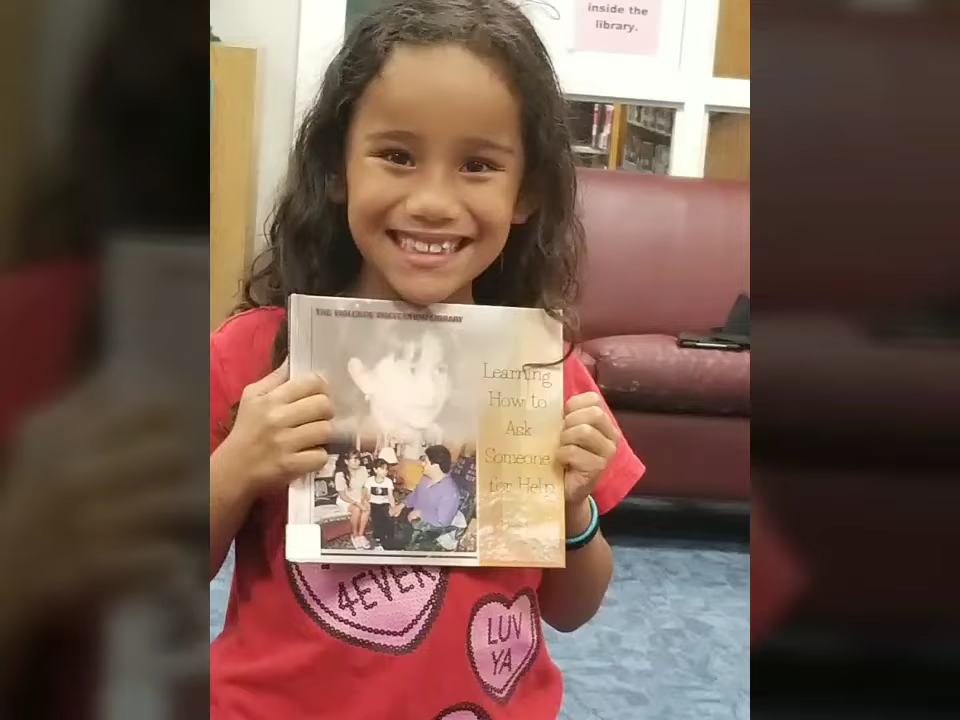 inside the
library.
THE VIOLENCE PREVENTION LIBRARY
Learning
How to
Ask
Someone
for Help
4EVER
LUV
YA